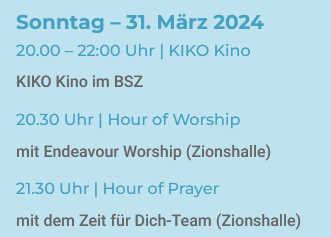 Sonntag – 31. März 2024
20.00 – 22:00 Uhr | KIKO Kino
KIKO Kino im BSZ
20.30 Uhr | Hour of Worship
mit Endeavour Worship (Zionshalle)
21.30 Uhr | Hour of Prayer
mit dem Zeit für Dich-Team (Zionshalle)